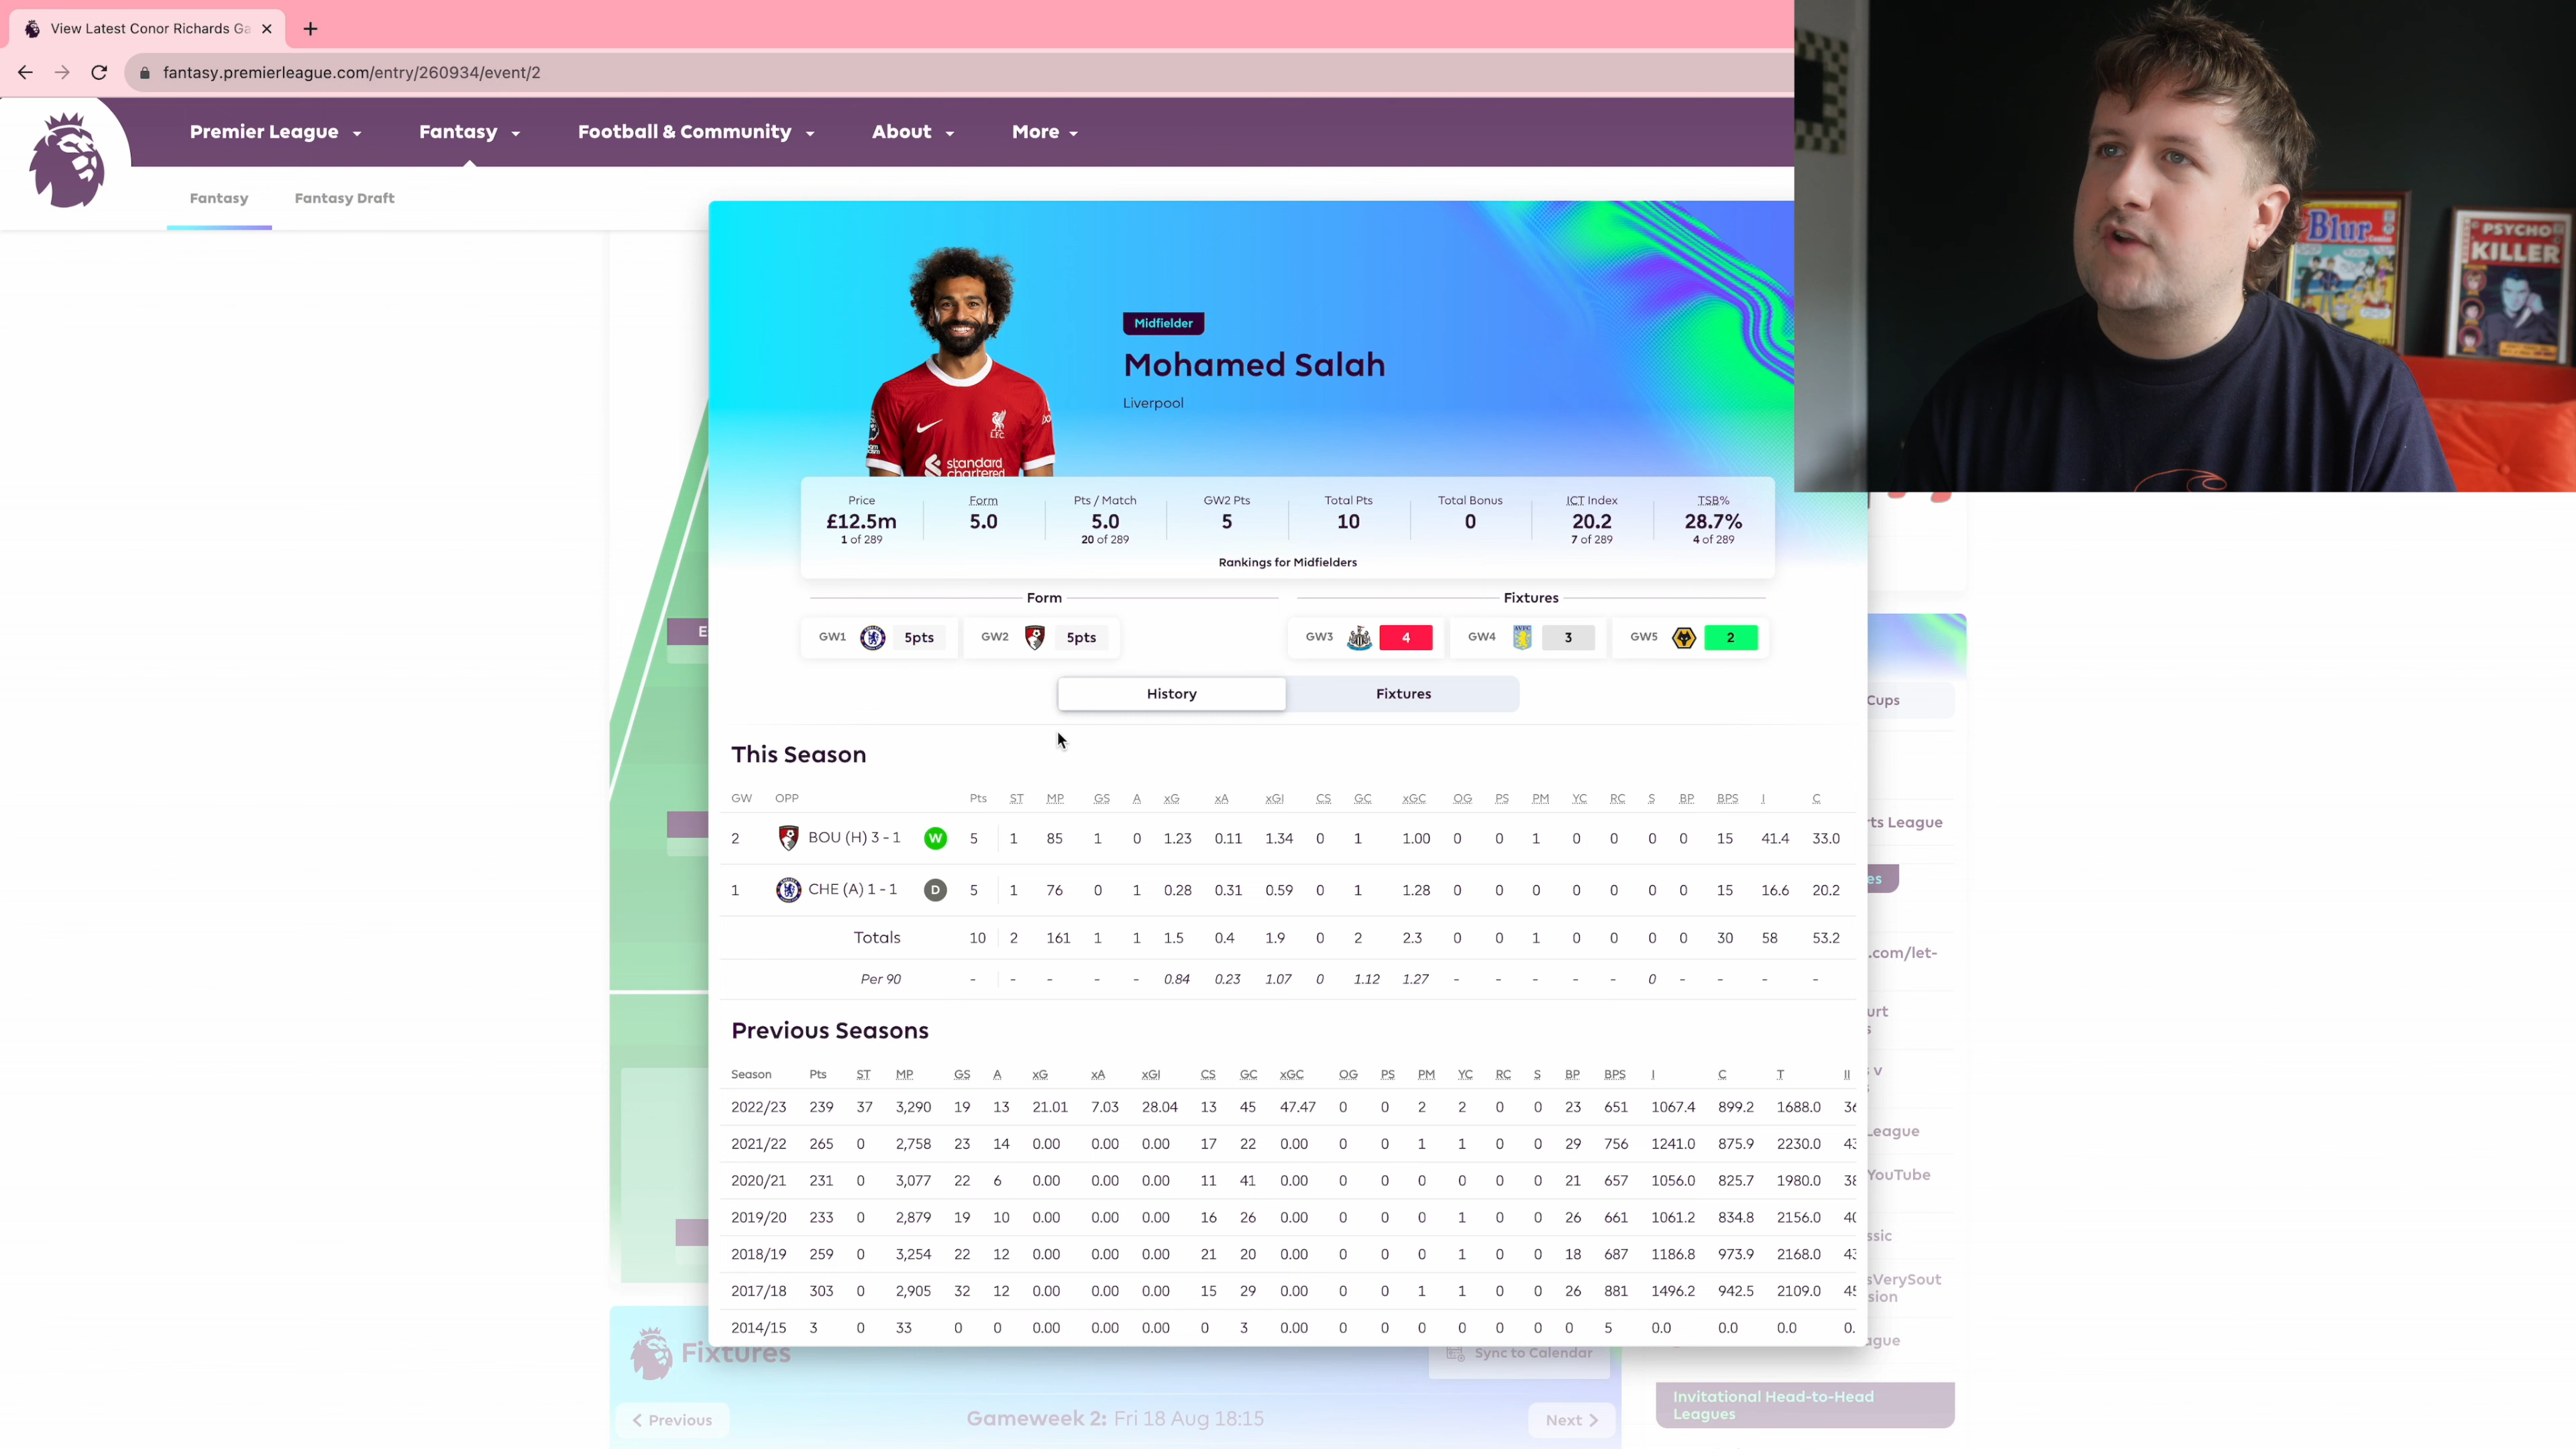 View Latest Conor Richards Ga
fantasy.premierleague.com/entry/260934/event/2
Premier League Fantasy Football & Community About More
Fantasy Fantasy Draft
Blur
PSYCHO
KILLER
Midfielder
Mohamed Salah
Liverpool
standard
chartered
L.F.C.
Price Form Pts / Match GW2 Pts Total Pts Total Bonus ICT Index TSB%
£12.5m 5.0 5.0 5 10 0 20.2 28.7%
1 of 289 20 of 289 7 of 289 4 of 289
Rankings for Midfielders
Form Fixtures
GW1 5pts GW2 5pts GW3 4 GW4 AVFC 3 GW5 2
History Fixtures
Cups
This Season
GW OPP Pts ST MP GS A xG xA xGI CS GC xGC OG PS PM YC RC S BP BPS I C
2 BOU (H) 3 - 1 W 5 1 85 1 0 1.23 0.11 1.34 0 1 1.00 0 0 1 0 0 0 0 15 41.4 33.0
1 CHE (A) 1 - 1 D 5 1 76 0 1 0.28 0.31 0.59 0 1 1.28 0 0 0 0 0 0 0 15 16.6 20.2
Totals 10 2 161 1 1 1.5 0.4 1.9 0 2 2.3 0 0 1 0 0 0 0 30 58 53.2
Per 90 - - - - - 0.84 0.23 1.07 0 1.12 1.27 - - - - - 0 - - - -
ts League
es
.com/let-
urt
s
v
Previous Seasons
Season Pts ST MP GS A xG xA xGI CS GC xGC OG PS PM YC RC S BP BPS I C T II
2022/23 239 37 3,290 19 13 21.01 7.03 28.04 13 45 47.47 0 0 2 2 0 0 23 651 1067.4 899.2 1688.0 36
2021/22 265 0 2,758 23 14 0.00 0.00 0.00 17 22 0.00 0 0 1 1 0 0 29 756 1241.0 875.9 2230.0 43
2020/21 231 0 3,077 22 6 0.00 0.00 0.00 11 41 0.00 0 0 0 0 0 0 21 657 1056.0 825.7 1980.0 38
2019/20 233 0 2,879 19 10 0.00 0.00 0.00 16 26 0.00 0 0 0 1 0 0 26 661 1061.2 834.8 2156.0 40
2018/19 259 0 3,254 22 12 0.00 0.00 0.00 21 20 0.00 0 0 0 1 0 0 18 687 1186.8 973.9 2168.0 43
2017/18 303 0 2,905 32 12 0.00 0.00 0.00 15 29 0.00 0 0 1 1 0 0 26 881 1496.2 942.5 2109.0 45
2014/15 3 0 33 0 0 0.00 0.00 0.00 0 3 0.00 0 0 0 0 0 0 0 5 0.0 0.0 0.0 0.
League
YouTube
ssic
sVerySout
sion
ague
Fixtures
Sync to Calendar
Previous Gameweek 2: Fri 18 Aug 18:15 Next
Invitational Head-to-Head
Leagues